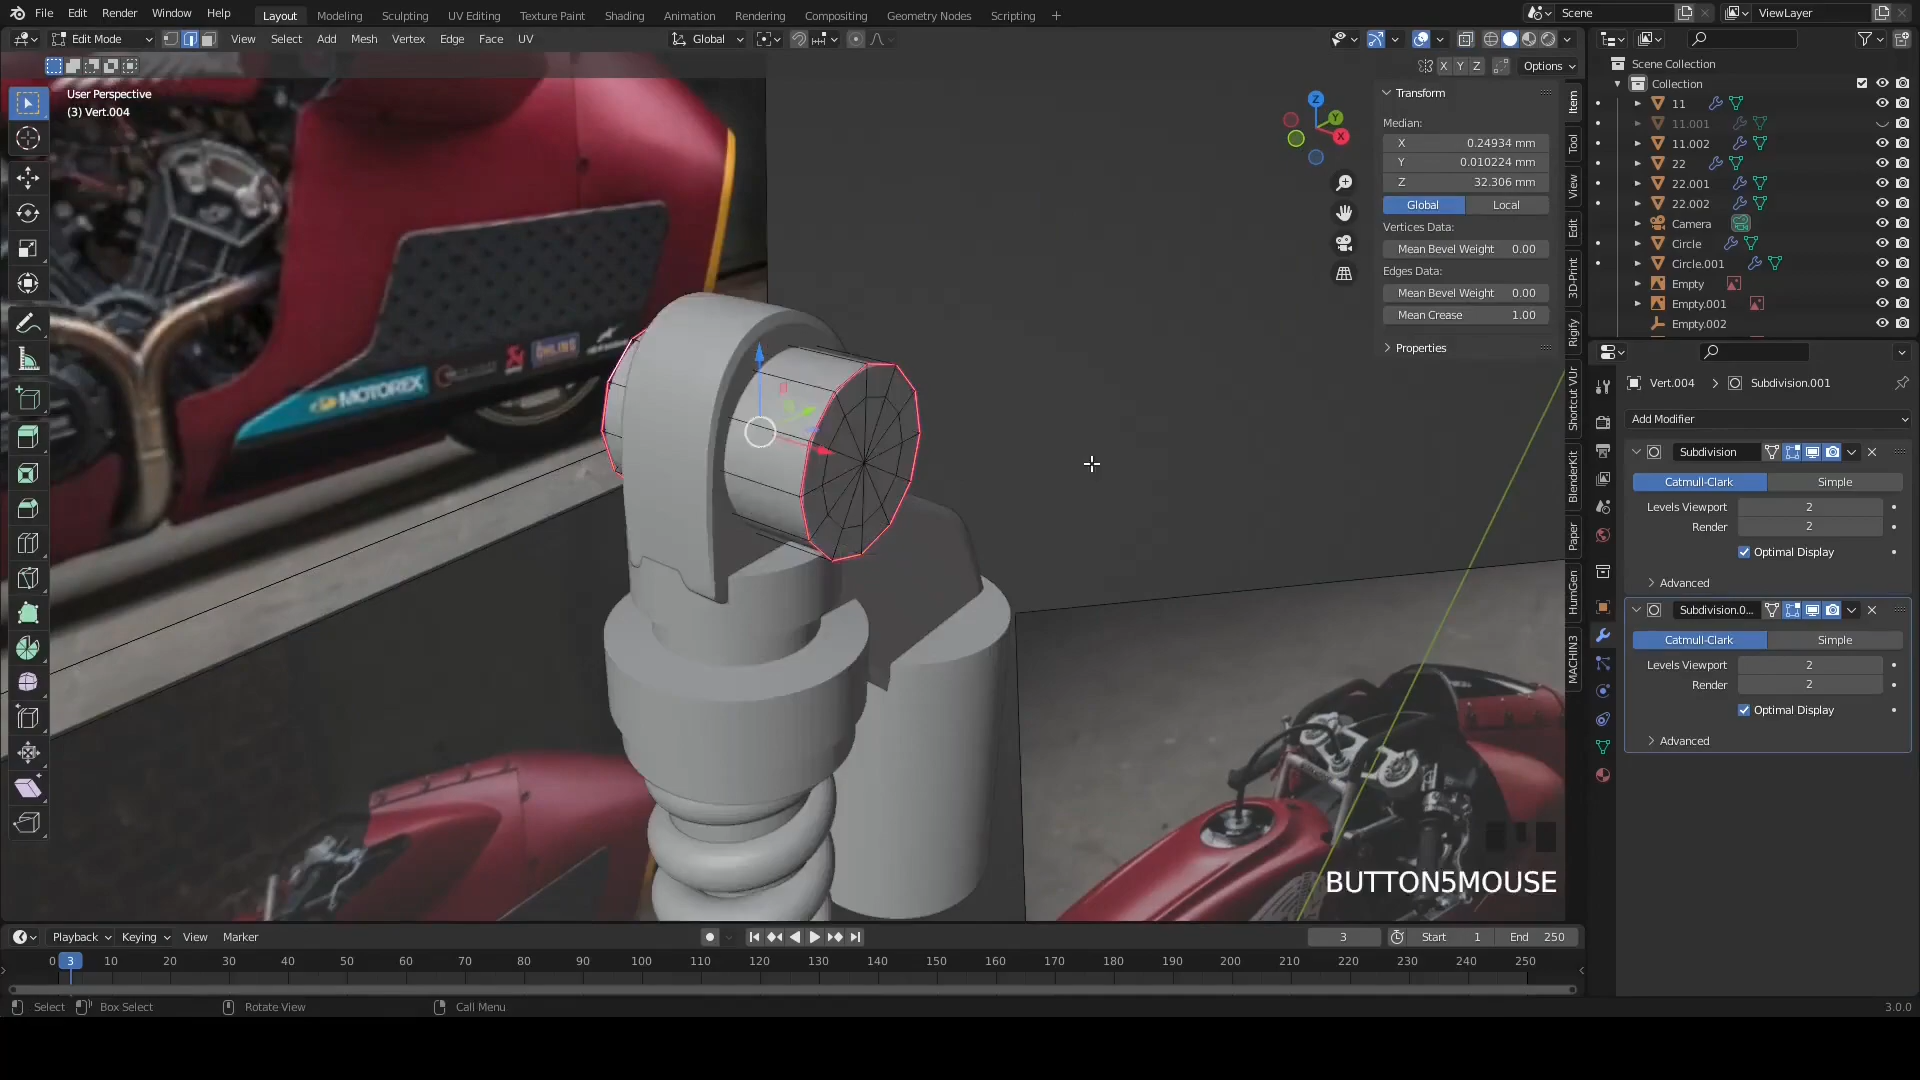 File Edit Render Window Help Layout Modeling Sculpting UV Editing Texture Paint Shading Animation Rendering Compositing Geometry Nodes Scripting + Scene ViewLayer
Edit Mode View Select Add Mesh Vertex Edge Face UV Global
X Y Z Options
User Perspective
(3) Vert.004
Transform
Median:
X 0.24934 mm
Y 0.010224 mm
Z 32.306 mm
Global Local
Vertices Data:
Mean Bevel Weight 0.00
Edges Data:
Mean Bevel Weight 0.00
Mean Crease 1.00
Properties
Item
Tool
View
Edit
3D-Print
Rigify
Shortcut VUr
BlenderKit
Paper
HumGen
MACHIN3
Z
Y
X
Scene Collection
Collection
11
11.001
11.002
22
22.001
22.002
Camera
Circle
Circle.001
Empty
Empty.001
Empty.002
Vert.004 > Subdivision.001
Add Modifier
Subdivision
Catmull-Clark Simple
Levels Viewport 2
Render 2
Optimal Display
Advanced
Subdivision.0...
Catmull-Clark Simple
Levels Viewport 2
Render 2
Optimal Display
Advanced
MOTOREX
ÖHLINS
BUTTON5MOUSE
Playback Keying View Marker 3 Start 1 End 250
0 3 10 20 30 40 50 60 70 80 90 100 110 120 130 140 150 160 170 180 190 200 210 220 230 240 250
Select Box Select Rotate View Call Menu 3.0.0